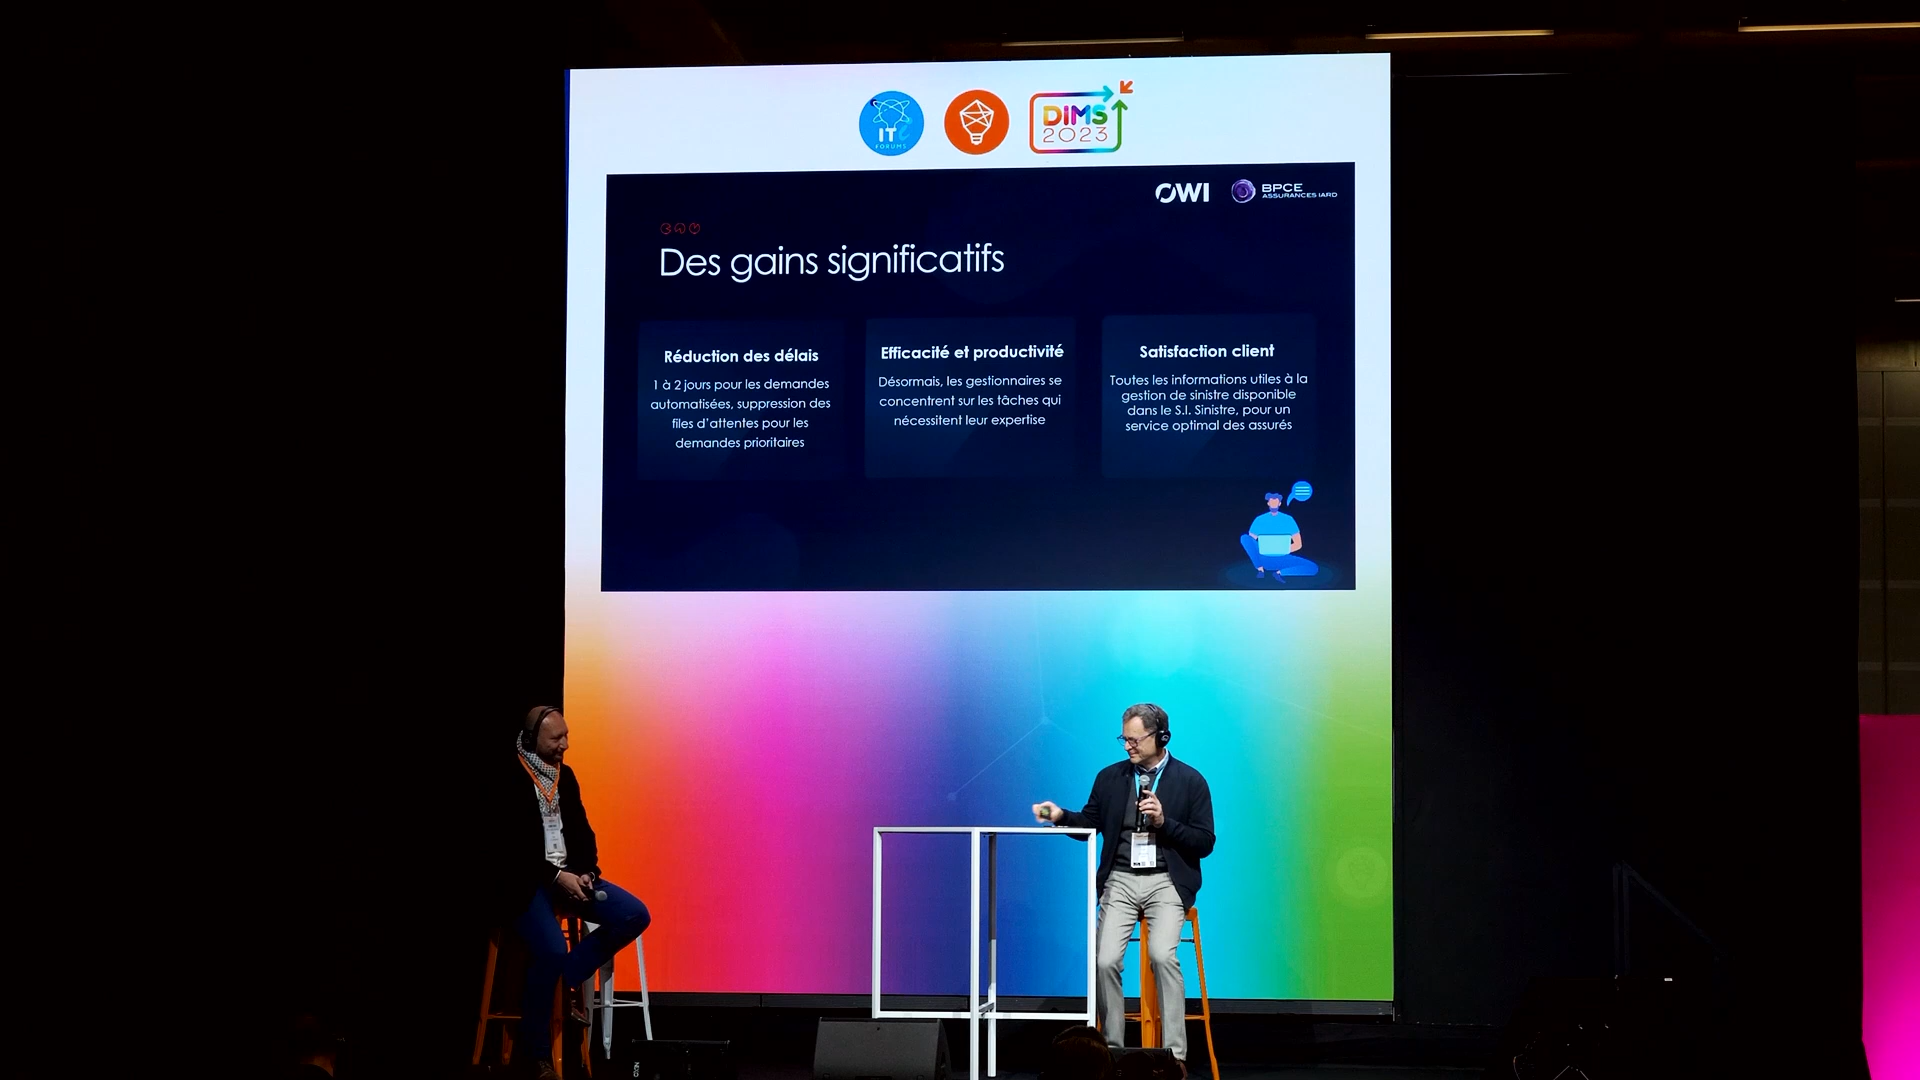 IT
FORUMS
DIMS
2023
OWI
BPCE
ASSURANCES IARD
Des gains significatifs
Réduction des délais
1 à 2 jours pour les demandes
automatisées, suppression des
files d'attentes pour les
demandes prioritaires
Efficacité et productivité
Désormais, les gestionnaires se
concentrent sur les tâches qui
nécessitent leur expertise
Satisfaction client
Toutes les informations utiles à la
gestion de sinistre disponible
dans le S.I. Sinistre, pour un
service optimal des assurés